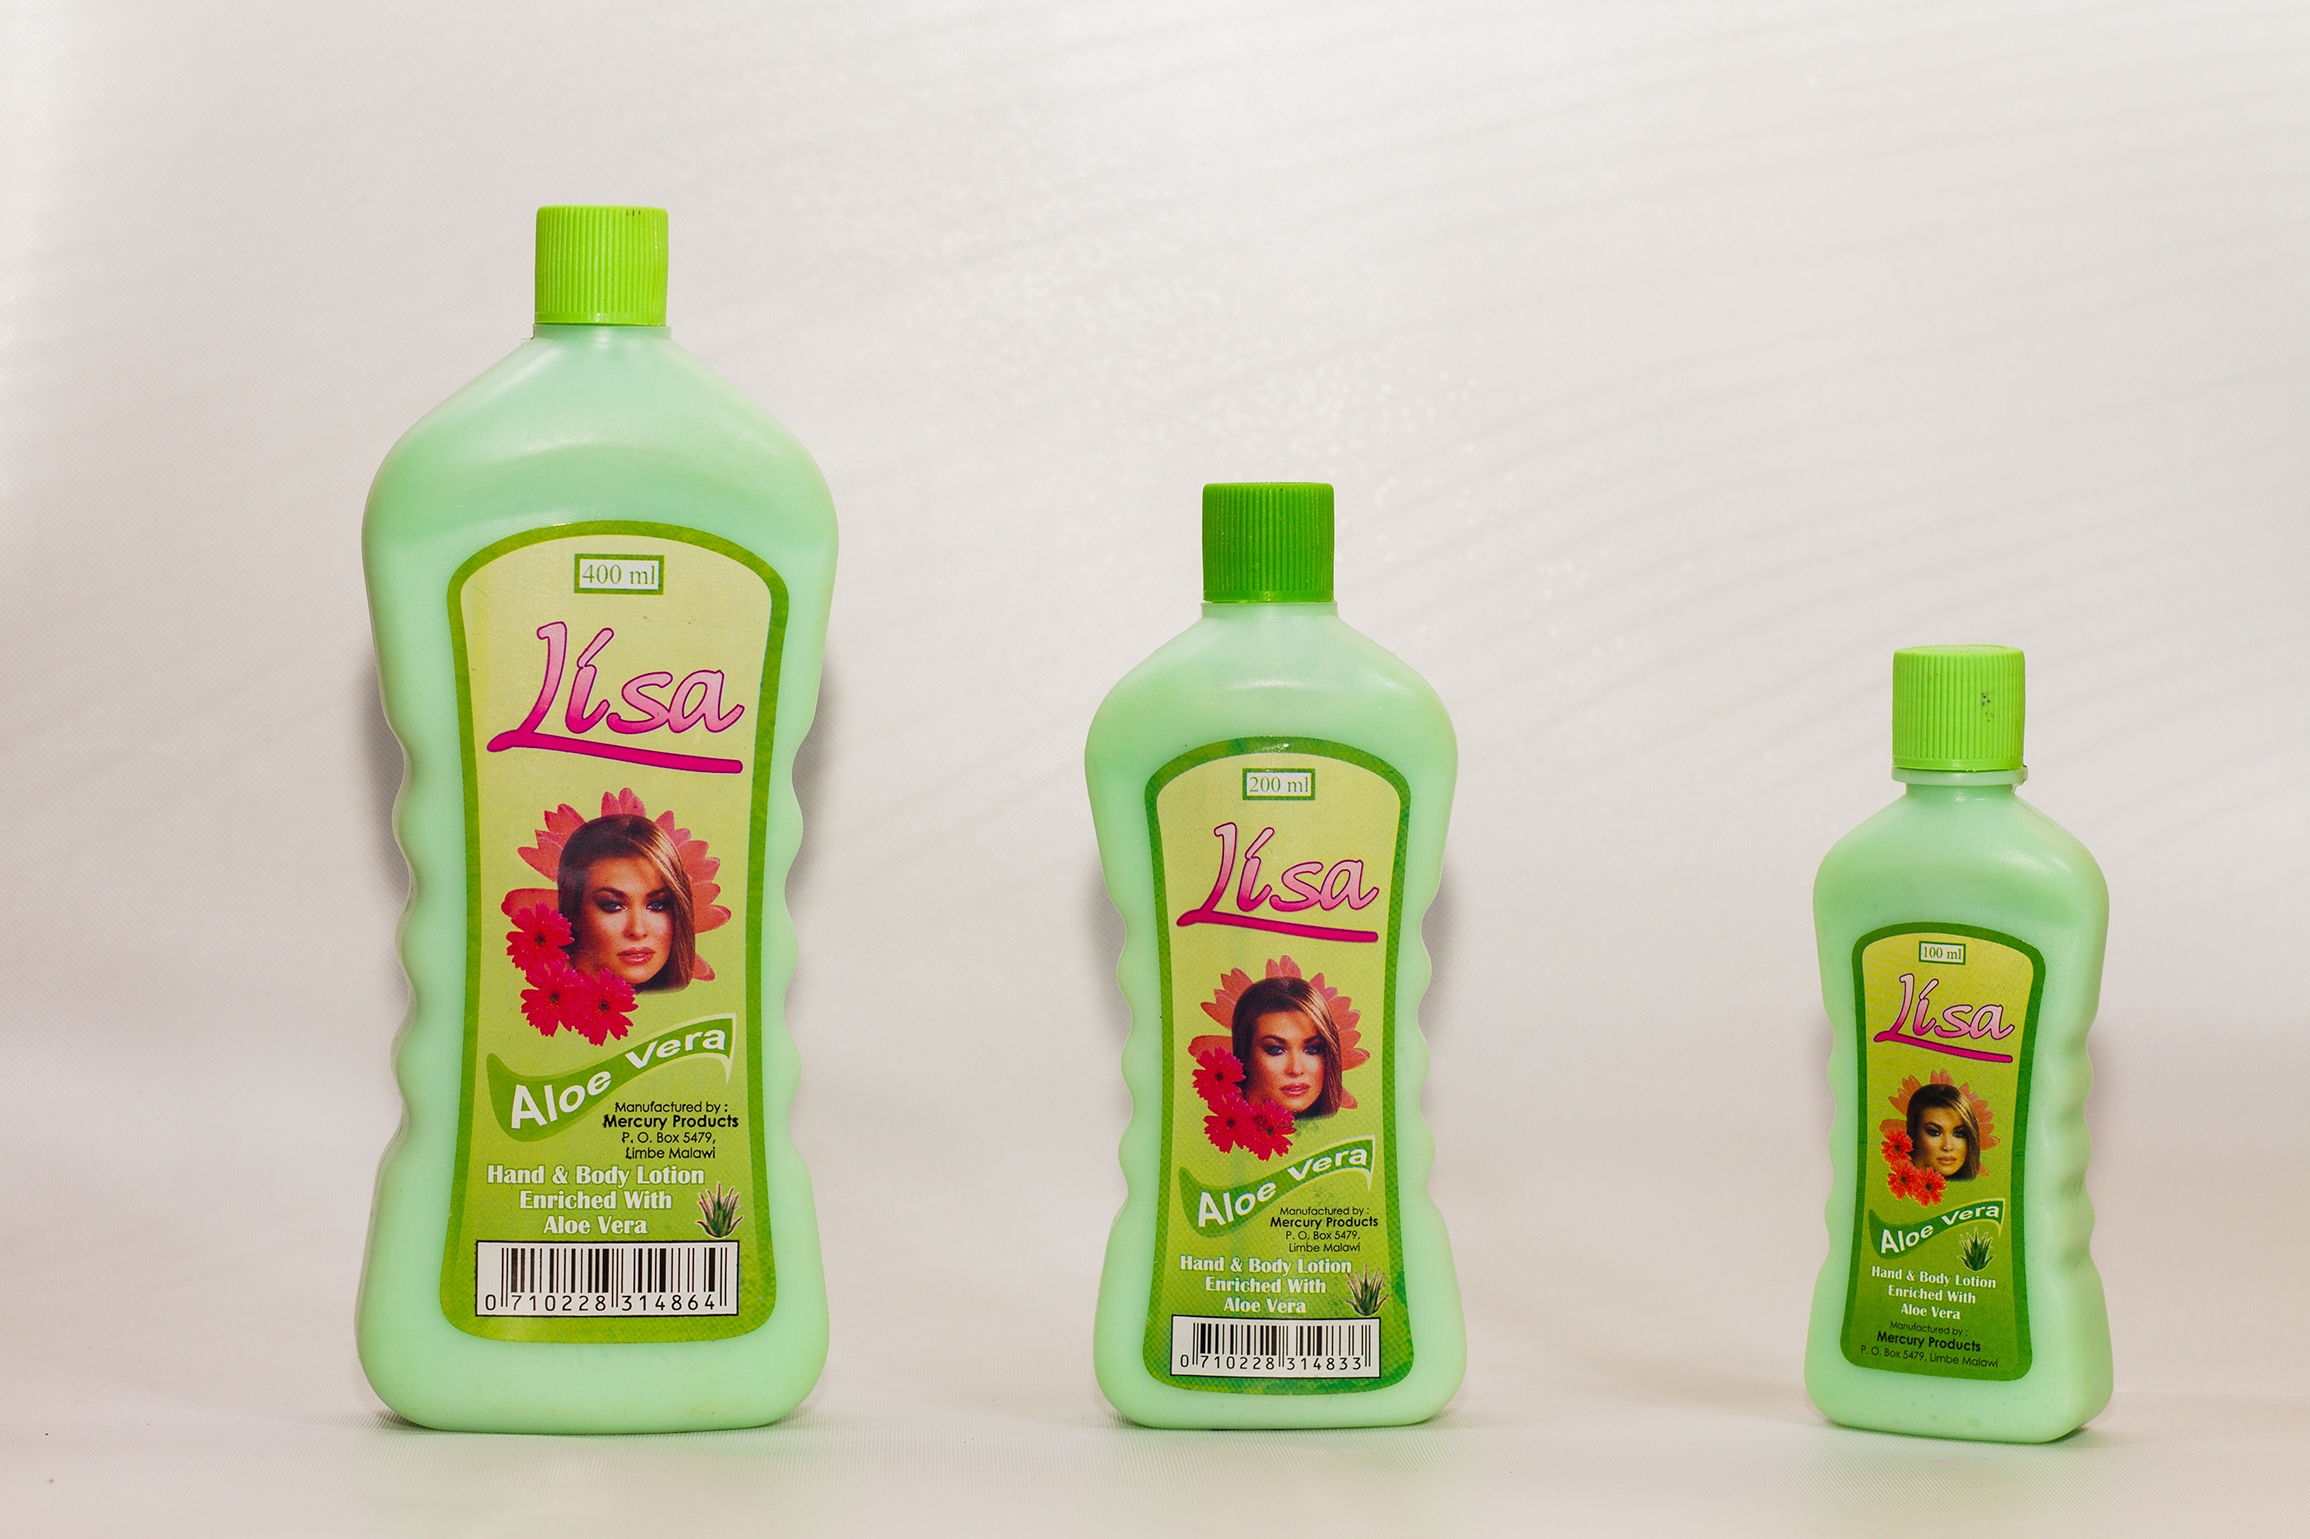 400 ml
Lisa
Aloe Vera
Manufactured by :
Mercury Products
P. O. Box 5479,
Limbe Malawi
Hand & Body Lotion
Enriched With
Aloe Vera
0 710228 314864
200 ml
Lisa
Aloe Vera
Manufactured by :
Mercury Products
P. O. Box 5479,
Limbe Malawi
Hand & Body Lotion
Enriched With
Aloe Vera
0 710228 314833
100 ml
Lisa
Aloe Vera
Hand & Body Lotion
Enriched With
Aloe Vera
Manufactured by :
Mercury Products
P. O. Box 5479, Limbe Malawi